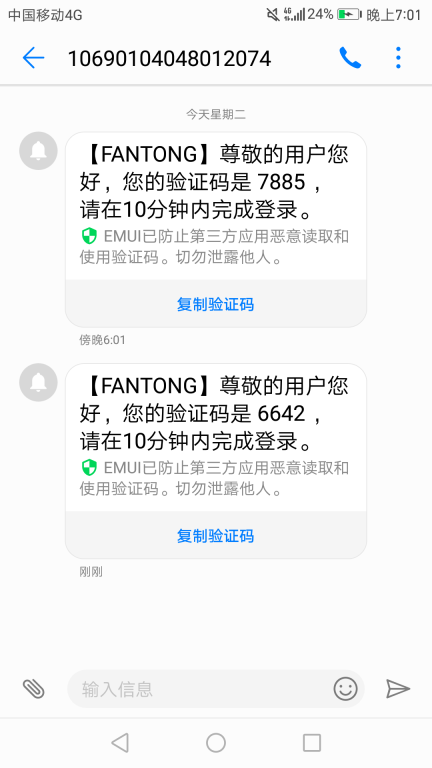 中国移动4G 4G 24% 晚上7:01
10690104048012074
今天星期二
【FANTONG】尊敬的用户您
好，您的验证码是 7885，
请在10分钟内完成登录。
EMUI已防止第三方应用恶意读取和
使用验证码。切勿泄露他人。
复制验证码
傍晚6:01
【FANTONG】尊敬的用户您
好，您的验证码是 6642，
请在10分钟内完成登录。
EMUI已防止第三方应用恶意读取和
使用验证码。切勿泄露他人。
复制验证码
刚刚
输入信息